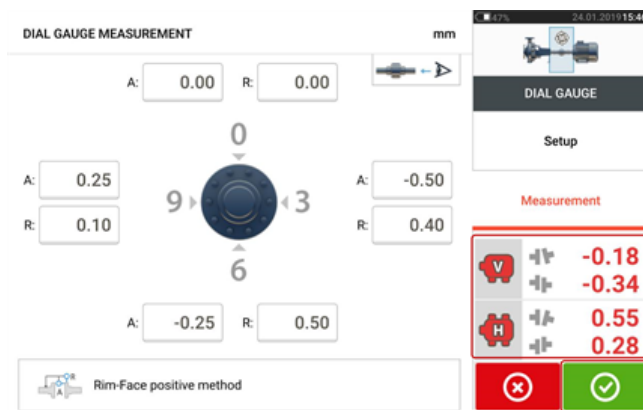 DIAL GAUGE MEASUREMENT mm
A: 0.00 R: 0.00
0
A: 0.25
R: 0.10
9 3
A: -0.50
R: 0.40
6
A: -0.25 R: 0.50
A R
Rim-Face positive method
47% 24.01.2019 15:46
DIAL GAUGE
Setup
Measurement
V -0.18
-0.34
H 0.55
0.28